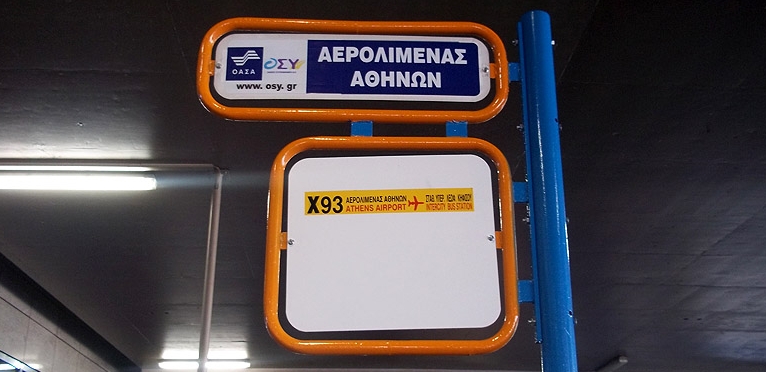 ΟΑΣΑ
ΟΣΥ
www. osy. gr
ΑΕΡΟΛΙΜΕΝΑΣ
ΑΘΗΝΩΝ
X93
ΑΕΡΟΛΙΜΕΝΑΣ ΑΘΗΝΩΝ
ATHENS AIRPORT
ΣΤΑΘ. ΥΠΕΡ. ΛΕΩΦ. ΚΗΦΙΣΟΥ
INTERCITY BUS STATION